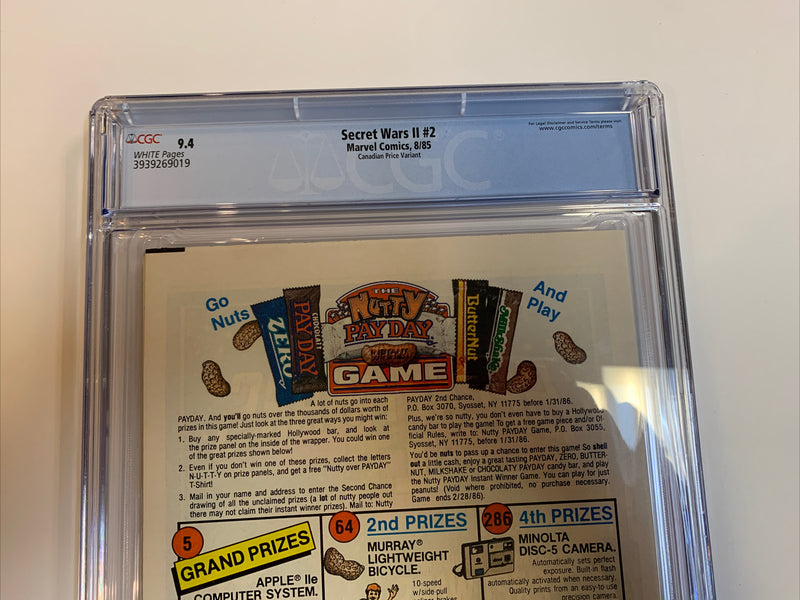 CGC 9.4
WHITE Pages
3939269019
Secret Wars II #2
Marvel Comics, 8/85
Canadian Price Variant
For Legal Disclaimer and Service Terms please visit
www.cgccomics.com/terms
CGC
Go
Nuts
ZERO
CHOCOLATY
PAY DAY
THE
NUTTY
PAY DAY
GAME
ButterNut
And
Play
A lot of nuts go into each
PAYDAY. And you'll go nuts over the thousands of dollars worth of
prizes in this game! Just look at the three great ways you might win:
1. Buy any specially-marked Hollywood bar, and look at
the prize panel on the inside of the wrapper. You could win one
of the great prizes shown below!
2. Even if you don't win one of these prizes, collect the letters
N-U-T-T-Y on prize panels, and get a free "Nutty over PAYDAY"
T-Shirt!
3. Mail in your name and address to enter the Second Chance
drawing of all the unclaimed prizes (a lot of nutty people out
there may not claim their instant winner prizes). Mail to: Nutty
PAYDAY 2nd Chance,
P.O. Box 3070, Syosset, NY 11775 before 1/31/86.
Plus, we're so nutty, you don't even have to buy a Hollywood
candy bar to play the game! To get a free game piece and/or Of-
ficial Rules, write to: Nutty PAYDAY Game, P.O. Box 3055,
Syosset, NY 11775, before 1/31/86.
You'd be nuts to pass up a chance to enter this game! So shell
out a little cash, enjoy a great tasting PAYDAY, ZERO, BUTTER-
NUT, MILKSHAKE or CHOCOLATY PAYDAY candy bar, and play
the Nutty PAYDAY Instant Winner Game. You can play for just
peanuts! (Void where prohibited, no purchase necessary.
Game ends 2/28/86).
5
GRAND PRIZES
APPLE® IIe
COMPUTER SYSTEM.
64
2nd PRIZES
MURRAY®
LIGHTWEIGHT
BICYCLE.
10-speed
w/side pull
286
4th PRIZES
MINOLTA
DISC-5 CAMERA.
Automatically sets perfect
exposure. Built-in flash
automatically activated when necessary.
Quality prints from an easy-to-use
precision camera.